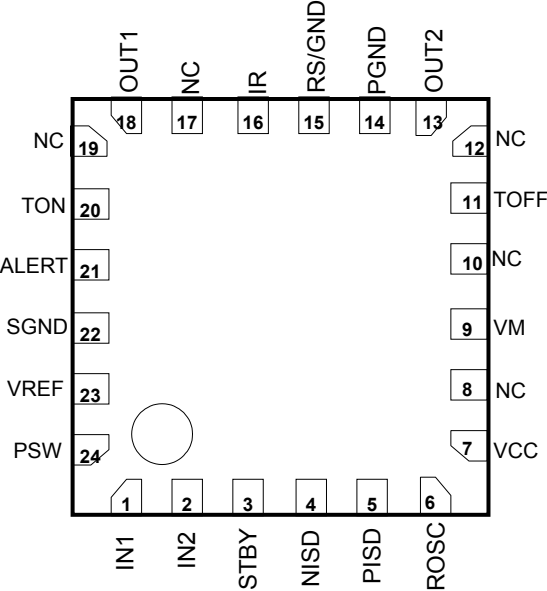 OUT1 NC IR RS/GND PGND OUT2
18 17 16 15 14 13
NC 19 12 NC
TON 20 11 TOFF
ALERT 21 10 NC
SGND 22 9 VM
VREF 23 8 NC
PSW 24 7 VCC
1 2 3 4 5 6
IN1 IN2 STBY NISD PISD ROSC